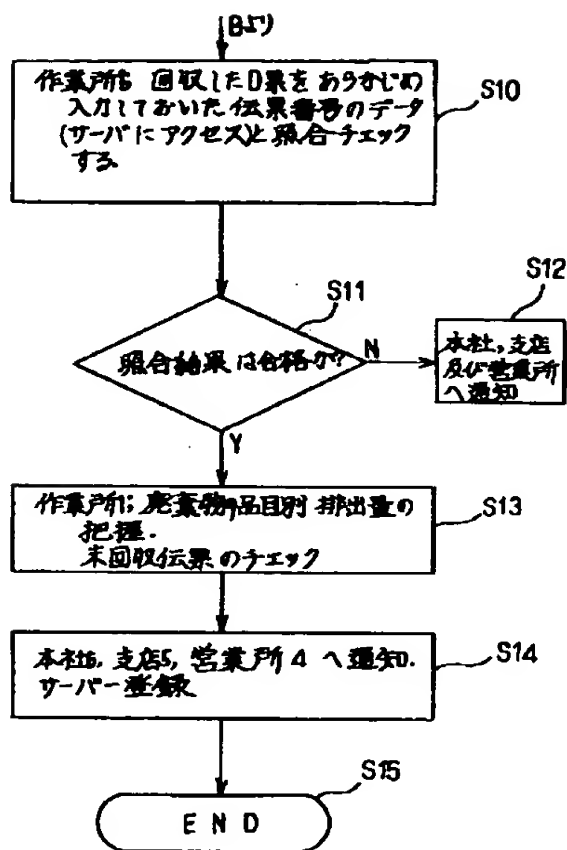 Bより
作業所1; 回収したD票をあらかじめ
入力しておいた伝票番号のデータ
(サーバにアクセス)と照合チェック
する.
S10
S11
照合結果は合格か?
N
S12
本社,支店
及び営業所
へ通知
Y
作業所1; 廃棄物の品目別排出量の
把握.
未回収伝票のチェック
S13
本社6, 支店5, 営業所4へ通知.
サーバー登録
S14
S15
END